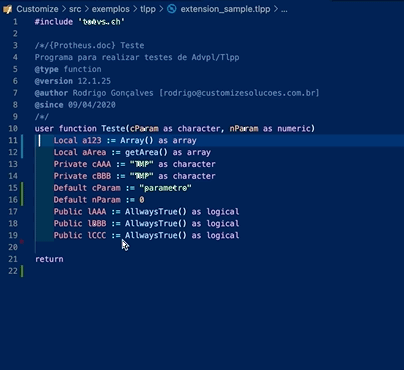 Customize > src > exemplos > tlpp > extension_sample.tlpp > ...
1 #include 'totvs.ch'
2
3 /*/{Protheus.doc} Teste
4 Programa para realizar testes de Advpl/Tlpp
5 @type function
6 @version 12.1.25
7 @author Rodrigo Gonçalves [rodrigo@customizesolucoes.com.br]
8 @since 09/04/2020
9 /*/
10 user function Teste(cParam as character, nParam as numeric)
11 Local a123 := Array() as array
12 Local aArea := getArea() as array
13 Private cAAA := "TMP" as character
14 Private cBBB := "TMP" as character
15 Default cParam := "parametro"
16 Default nParam := 0
17 Public lAAA := AllwaysTrue() as logical
18 Public lBBB := AllwaysTrue() as logical
19 Public lCCC := AllwaysTrue() as logical
20
21 return
22